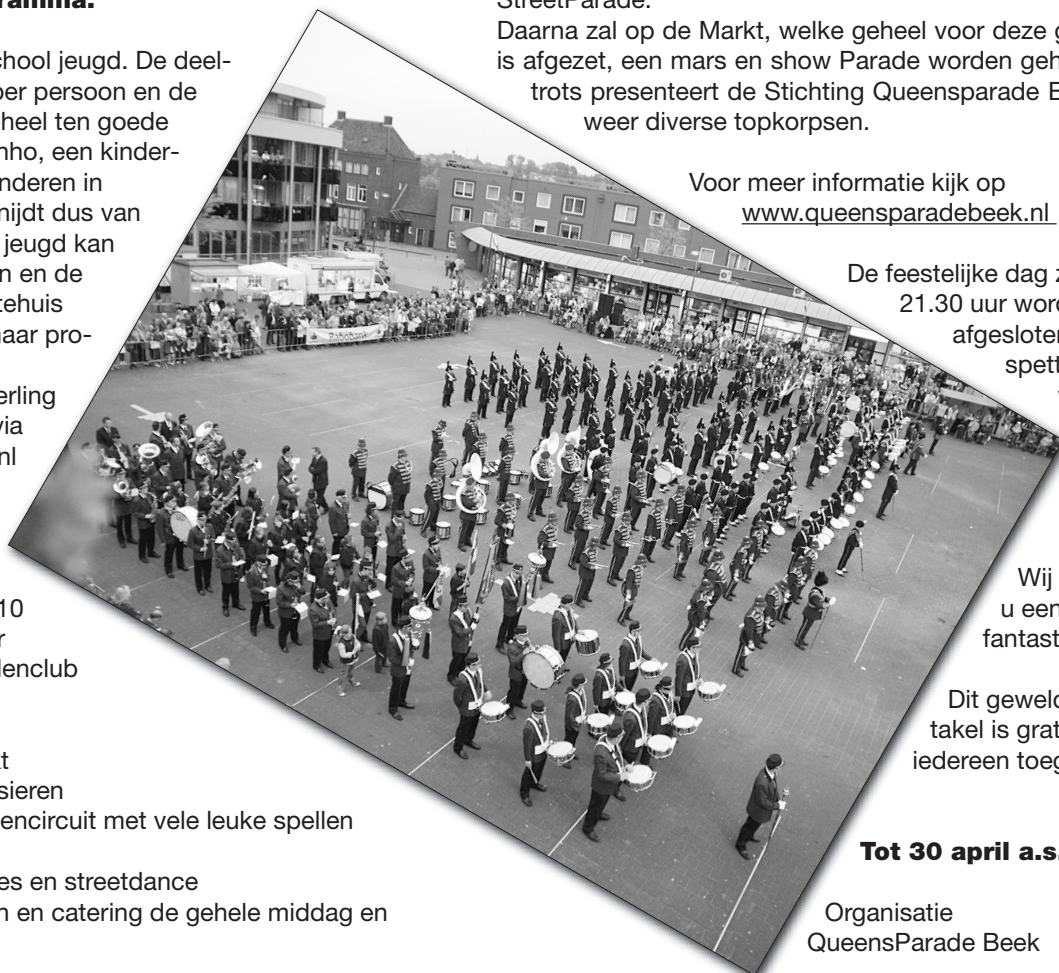 ramma.
chool jeugd. De deel-
per persoon en de
heel ten goede
nho, een kinder-
nderen in
nijdt dus van
jeugd kan
n en de
tehuis
naar pro-
erling
via
nl
10
r
lenclub
kt
sieren
encircuit met vele leuke spellen
es en streetdance
n en catering de gehele middag en
StreetParade.
Daarna zal op de Markt, welke geheel voor deze g
is afgezet, een mars en show Parade worden geh
trots presenteert de Stichting Queensparade B
weer diverse topkorpsen.
Voor meer informatie kijk op
www.queensparadebeek.nl
De feestelijke dag z
21.30 uur word
afgesloten
spett
Rabobank
Wij
u een
fantast
Dit geweld
takel is grat
iedereen toeg
Tot 30 april a.s.
Organisatie
QueensParade Beek